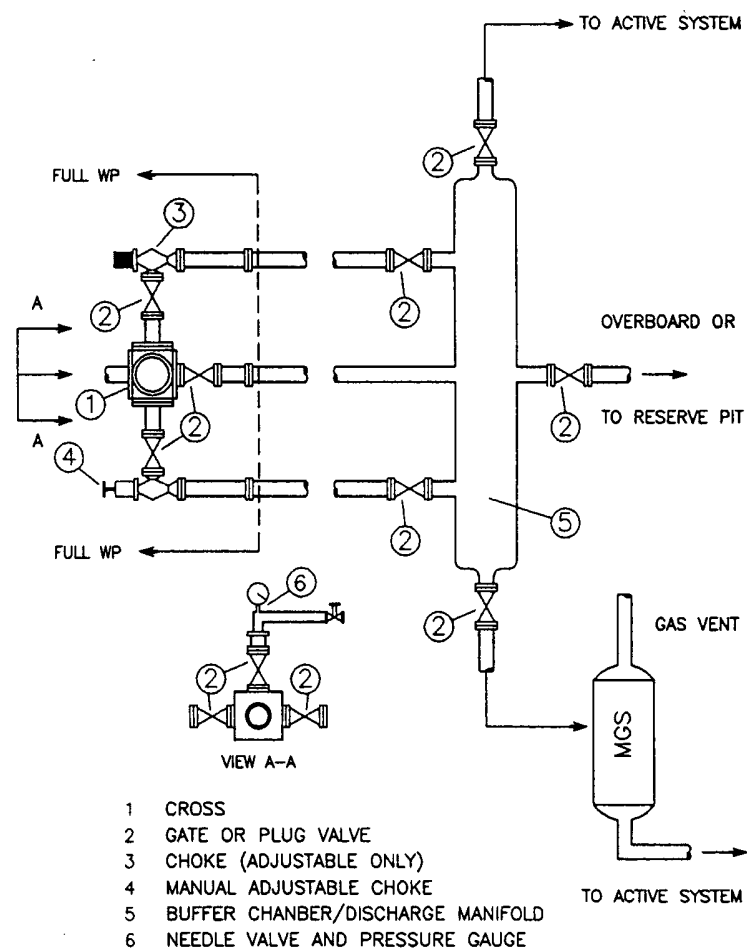 TO ACTIVE SYSTEM
2
FULL WP
3
2
2
A
OVERBOARD OR
1
2
2
TO RESERVE PIT
A
2
4
2
5
FULL WP
6
2
GAS VENT
2
2
2
MGS
VIEW A-A
1 CROSS
2 GATE OR PLUG VALVE
3 CHOKE (ADJUSTABLE ONLY)
4 MANUAL ADJUSTABLE CHOKE
TO ACTIVE SYSTEM
5 BUFFER CHANBER/DISCHARGE MANIFOLD
6 NEEDLE VALVE AND PRESSURE GAUGE